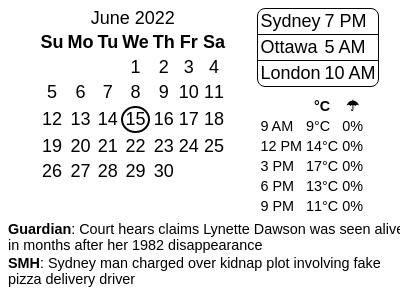 June 2022
Su Mo Tu We Th Fr Sa
1 2 3 4
5 6 7 8 9 10 11
12 13 14 15 16 17 18
19 20 21 22 23 24 25
26 27 28 29 30
Sydney 7 PM
Ottawa 5 AM
London 10 AM
°C ☂
9 AM 9°C 0%
12 PM 14°C 0%
3 PM 17°C 0%
6 PM 13°C 0%
9 PM 11°C 0%
Guardian: Court hears claims Lynette Dawson was seen alive
in months after her 1982 disappearance
SMH: Sydney man charged over kidnap plot involving fake
pizza delivery driver